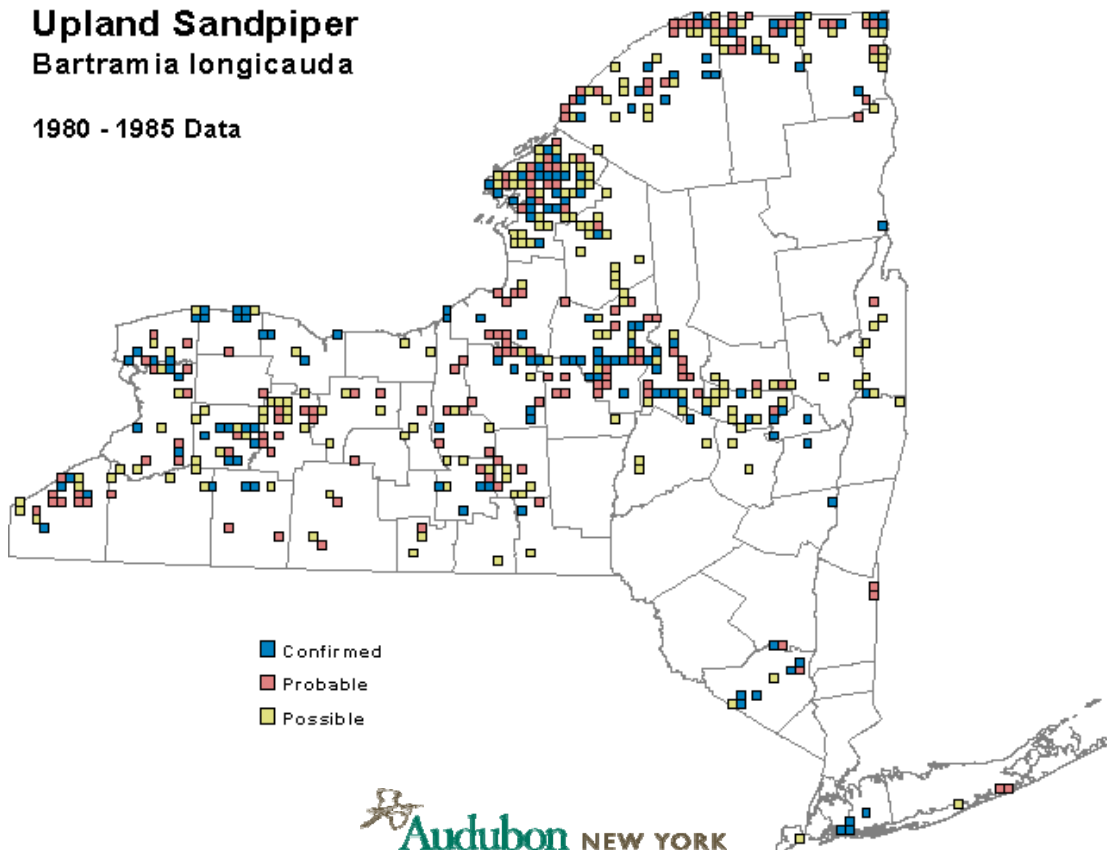 Upland Sandpiper
Bartramia longicauda
1980 - 1985 Data
Confirmed
Probable
Possible
Audubon NEW YORK